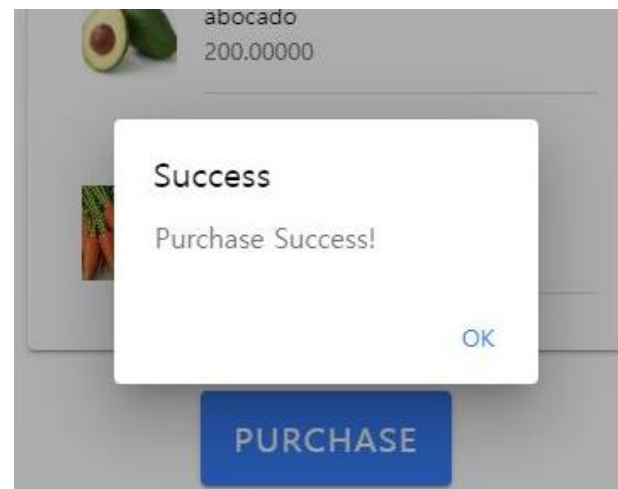 abocado
200.00000
Success
Purchase Success!
OK
PURCHASE